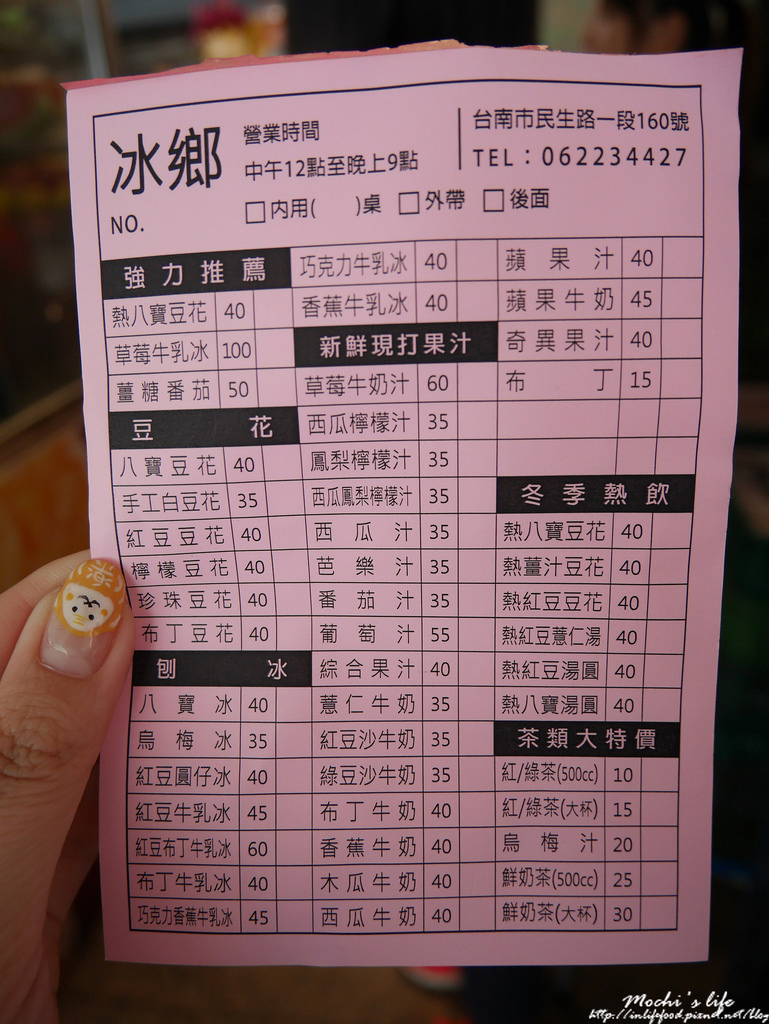 冰鄉
營業時間
中午12點至晚上9點
台南市民生路一段160號
TEL：062234427
NO.
□內用(　　)桌 □外帶 □後面
強力推薦
熱八寶豆花 40
草莓牛乳冰 100
薑糖番茄 50
豆花
八寶豆花 40
手工白豆花 35
紅豆豆花 40
檸檬豆花 40
珍珠豆花 40
布丁豆花 40
刨冰
八寶冰 40
烏梅冰 35
紅豆圓仔冰 40
紅豆牛乳冰 45
紅豆布丁牛乳冰 60
布丁牛乳冰 40
巧克力香蕉牛乳冰 45
巧克力牛乳冰 40
香蕉牛乳冰 40
新鮮現打果汁
草莓牛奶汁 60
西瓜檸檬汁 35
鳳梨檸檬汁 35
西瓜鳳梨檸檬汁 35
西瓜汁 35
芭樂汁 35
番茄汁 35
葡萄汁 55
綜合果汁 40
薏仁牛奶 35
紅豆沙牛奶 35
綠豆沙牛奶 35
布丁牛奶 40
香蕉牛奶 40
木瓜牛奶 40
西瓜牛奶 40
蘋果汁 40
蘋果牛奶 45
奇異果汁 40
布丁 15
冬季熱飲
熱八寶豆花 40
熱薑汁豆花 40
熱紅豆豆花 40
熱紅豆薏仁湯 40
熱紅豆湯圓 40
熱八寶湯圓 40
茶類大特價
紅/綠茶(500cc) 10
紅/綠茶(大杯) 15
烏梅汁 20
鮮奶茶(500cc) 25
鮮奶茶(大杯) 30
Mochi's life
http://inlifefood.pixnet.net/blog